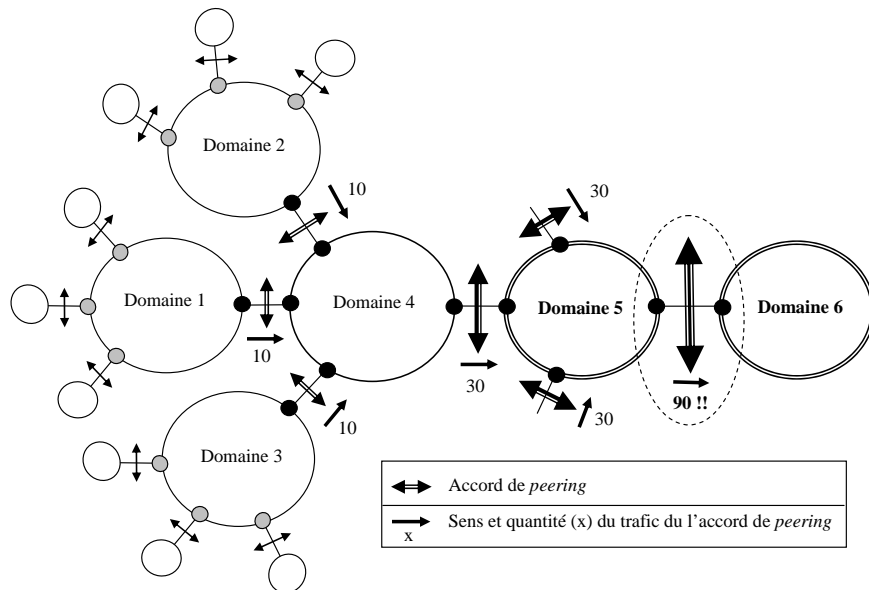 Domaine 2
10
30
Domaine 1
Domaine 4
Domaine 5
Domaine 6
10
30
90 !!
10
30
Domaine 3
Accord de peering
Sens et quantité (x) du trafic du l'accord de peering
x